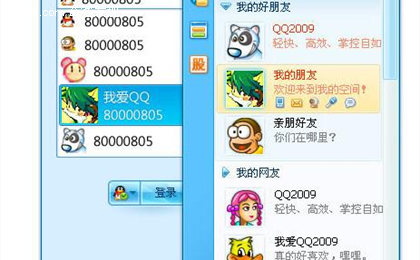 80000805
80000805
80000805
我爱QQ
80000805
80000805
登录
股
我的好朋友
QQ2009
轻快、高效、掌控自如
我的朋友
欢迎来到我的空间!
亲朋好友
你们在哪里?
我的网友
QQ2009
轻快、高效、掌控自如
我爱QQ2009
真的好喜欢，嘿嘿。